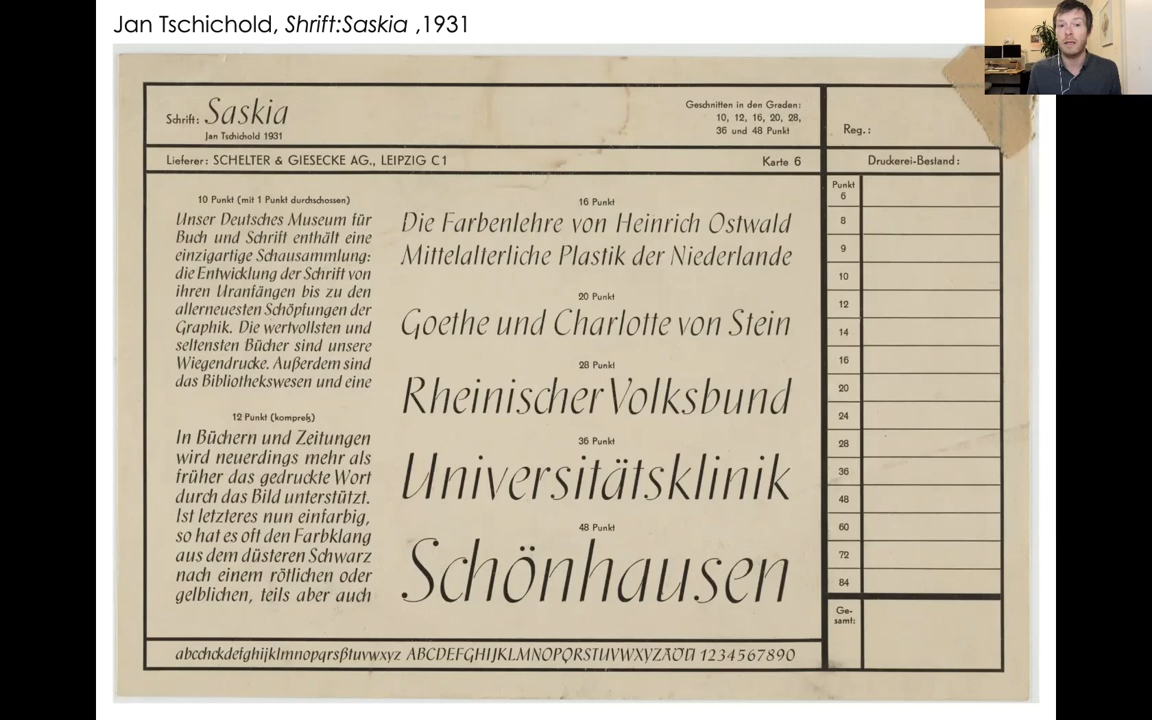 Jan Tschichold, Shrift:Saskia ,1931
Schrift: Saskia
Jan Tschichold 1931
Geschnitten in den Graden:
10, 12, 16, 20, 28,
36 und 48 Punkt
Reg.:
Lieferer: SCHELTER & GIESECKE AG., LEIPZIG C 1
Karte 6
Druckerei-Bestand:
10 Punkt (mit 1 Punkt durchschossen)
Unser Deutsches Museum für
Buch und Schrift enthält eine
einzigartige Schausammlung:
die Entwicklung der Schrift von
ihren Uranfängen bis zu den
allerneuesten Schöpfungen der
Graphik. Die wertvollsten und
seltensten Bücher sind unsere
Wiegendrucke. Außerdem sind
das Bibliothekswesen und eine
12 Punkt (kompreß)
In Büchern und Zeitungen
wird neuerdings mehr als
früher das gedruckte Wort
durch das Bild unterstützt.
Ist letzteres nun einfarbig,
so hat es oft den Farbklang
aus dem düsteren Schwarz
nach einem rötlichen oder
gelblichen, teils aber auch
16 Punkt
Die Farbenlehre von Heinrich Ostwald
Mittelalterliche Plastik der Niederlande
20 Punkt
Goethe und Charlotte von Stein
28 Punkt
Rheinischer Volksbund
36 Punkt
Universitätsklinik
48 Punkt
Schönhausen
abcchckdefghijklmnopqrsßtuvwxyz ABCDEFGHIJKLMNOPQRSTUVWXYZÄÖÜ 1234567890
Punkt
6
8
9
10
12
14
16
20
24
28
36
48
60
72
84
Ge-
samt: